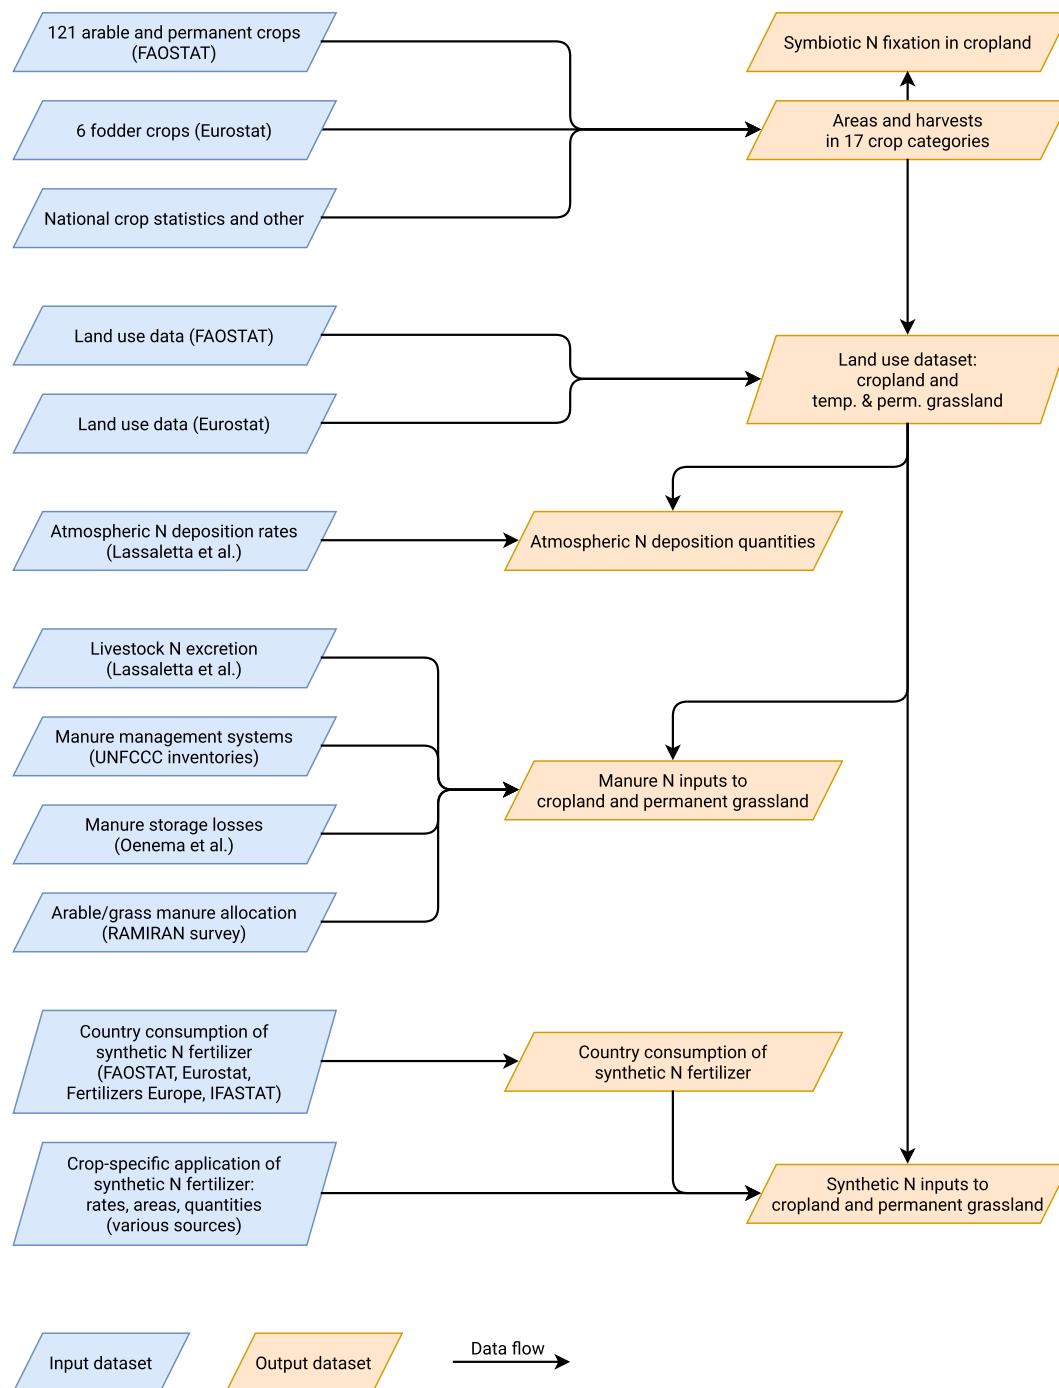 121 arable and permanent crops
(FAOSTAT)
Symbiotic N fixation in cropland
6 fodder crops (Eurostat)
Areas and harvests
in 17 crop categories
National crop statistics and other
Land use data (FAOSTAT)
Land use dataset:
cropland and
temp. & perm. grassland
Land use data (Eurostat)
Atmospheric N deposition rates
(Lassaletta et al.)
Atmospheric N deposition quantities
Livestock N excretion
(Lassaletta et al.)
Manure management systems
(UNFCCC inventories)
Manure N inputs to
cropland and permanent grassland
Manure storage losses
(Oenema et al.)
Arable/grass manure allocation
(RAMIRAN survey)
Country consumption of
synthetic N fertilizer
(FAOSTAT, Eurostat,
Fertilizers Europe, IFASTAT)
Country consumption of
synthetic N fertilizer
Crop-specific application of
synthetic N fertilizer:
rates, areas, quantities
(various sources)
Synthetic N inputs to
cropland and permanent grassland
Input dataset
Output dataset
Data flow